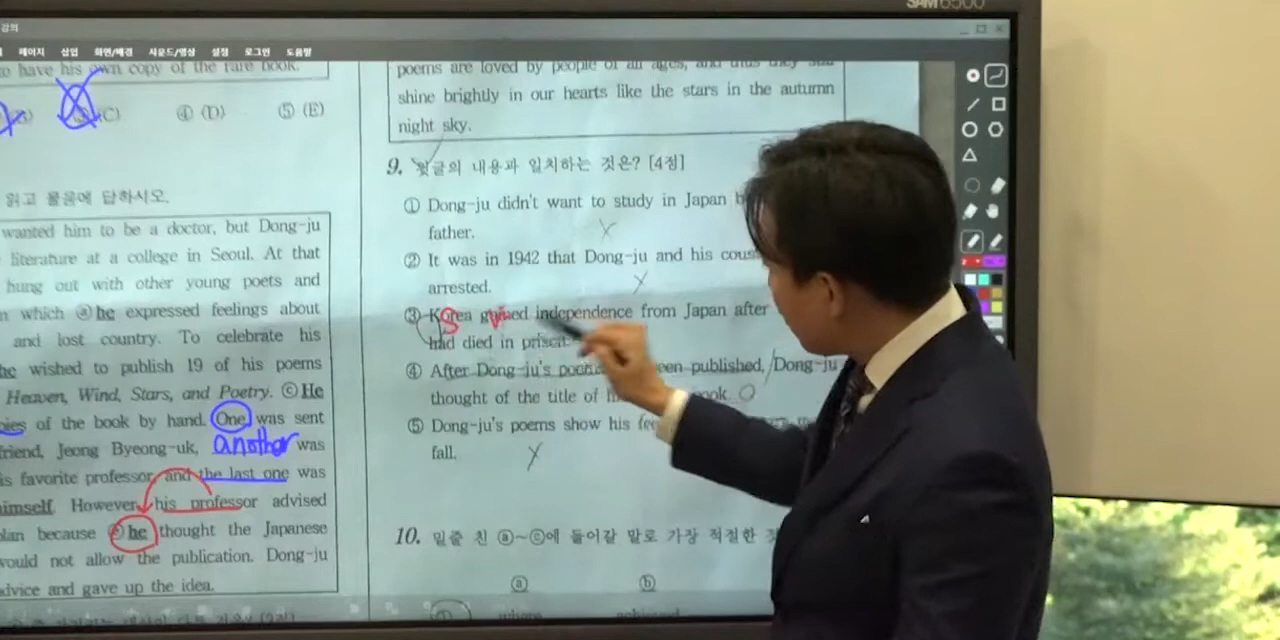 SAM6500
강의
페이지 삽입 화면/배경 사운드/영상 설정 로그인 도움말
to have his own copy of the rare book.
(C) ④ (D) ⑤ (E)
읽고 물음에 답하시오.
wanted him to be a doctor, but Dong-ju
literature at a college in Seoul. At that
hung out with other young poets and
which ⓐ he expressed feelings about
and lost country. To celebrate his
he wished to publish 19 of his poems
Heaven, Wind, Stars, and Poetry. ⓒ He
of the book by hand. One was sent
friend, Jeong Byeong-uk, another was
his favorite professor, and the last one was
himself. However, his professor advised
because he thought the Japanese
would not allow the publication. Dong-ju
advice and gave up the idea.
poems are loved by people of all ages, and thus they still
shine brightly in our hearts like the stars in the autumn
night sky.
9. 윗글의 내용과 일치하는 것은? [4점]
① Dong-ju didn't want to study in Japan
father.
② It was in 1942 that Dong-ju and his
arrested.
③ Korea gained independence from Japan after
had died in prison.
S V
④ After Dong-ju's been published, Dong-ju
thought of the title of book.
⑤ Dong-ju's poems show his
fall.
10. 밑줄 친 ⓐ~ⓒ에 들어갈 말로 가장 적절한
ⓐ ⓑ
① where achieved